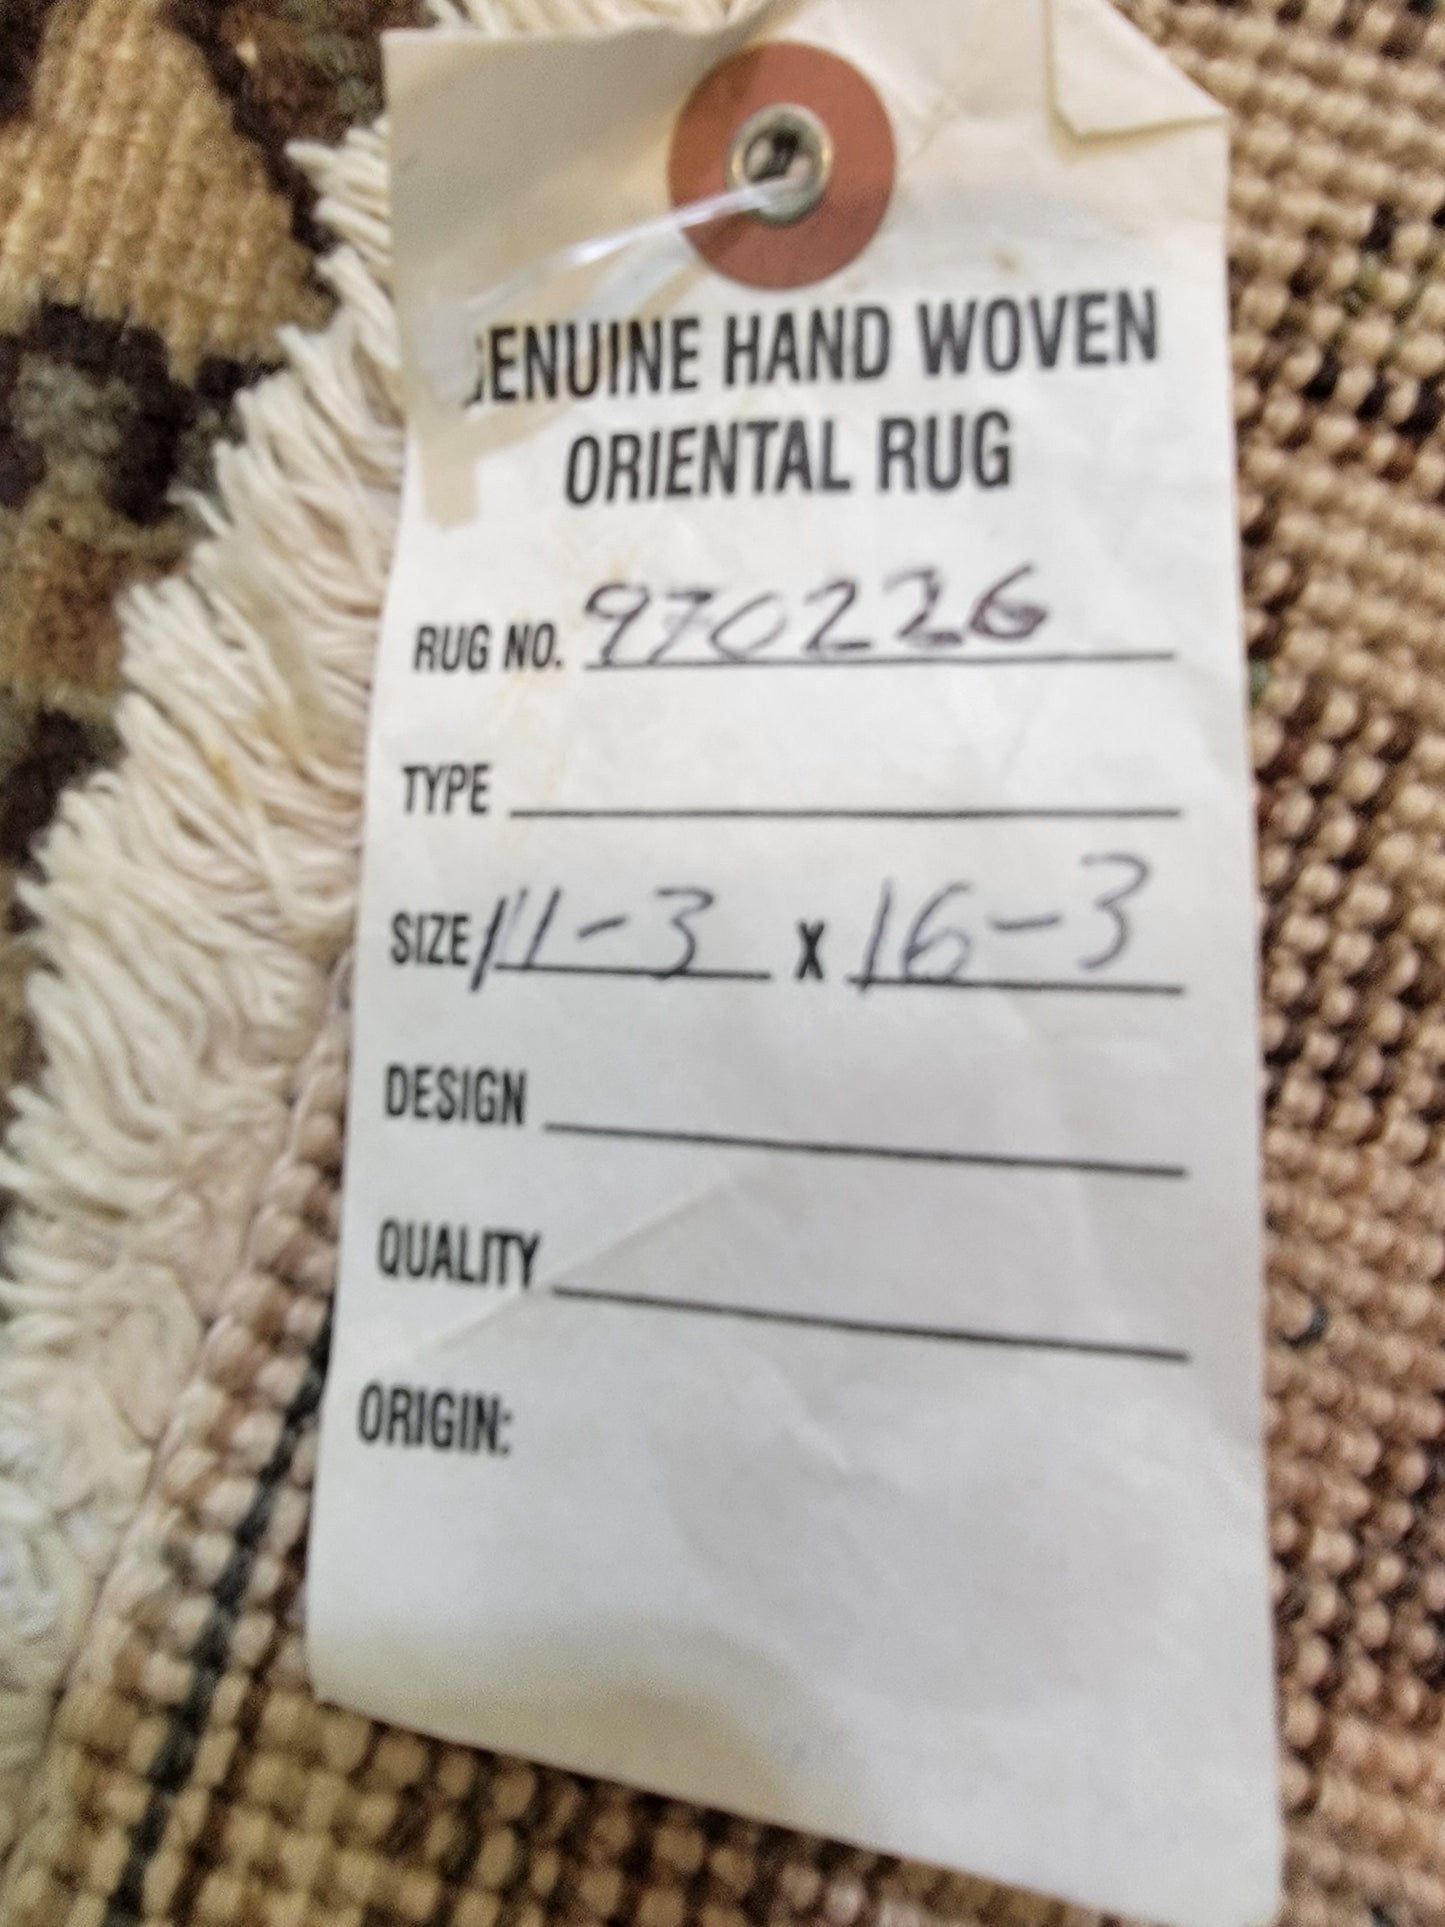 GENUINE HAND WOVEN
ORIENTAL RUG
RUG NO. 970226
TYPE
SIZE 11-3 x 16-3
DESIGN
QUALITY
ORIGIN: